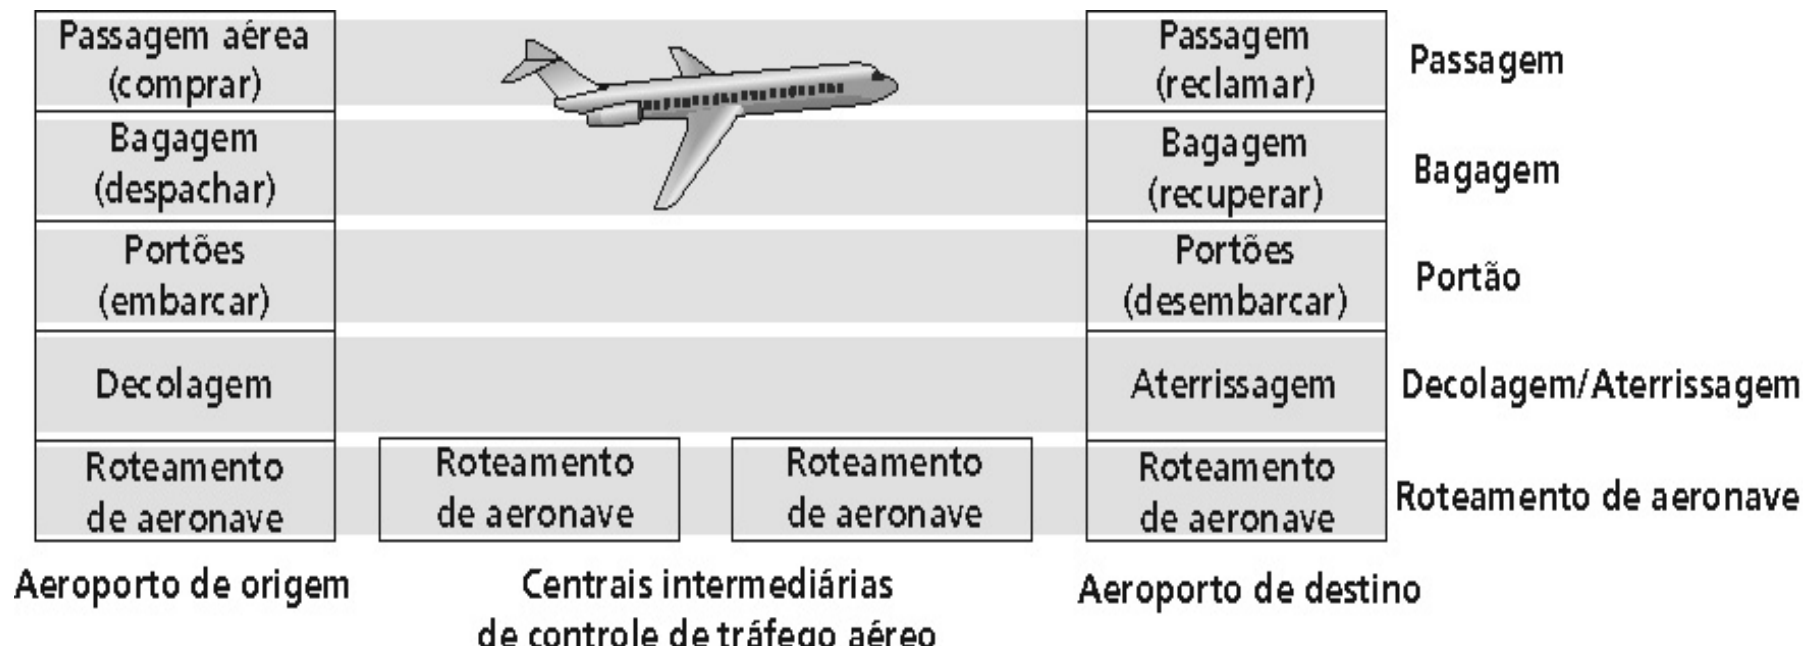 Passagem aérea
(comprar)
Passagem
(reclamar)
Passagem
Bagagem
(despachar)
Bagagem
(recuperar)
Bagagem
Portões
(embarcar)
Portões
(desembarcar)
Portão
Decolagem
Aterrissagem
Decolagem/Aterrissagem
Roteamento
de aeronave
Roteamento
de aeronave
Roteamento
de aeronave
Roteamento
de aeronave
Roteamento de aeronave
Aeroporto de origem
Centrais intermediárias
de controle de tráfego aéreo
Aeroporto de destino